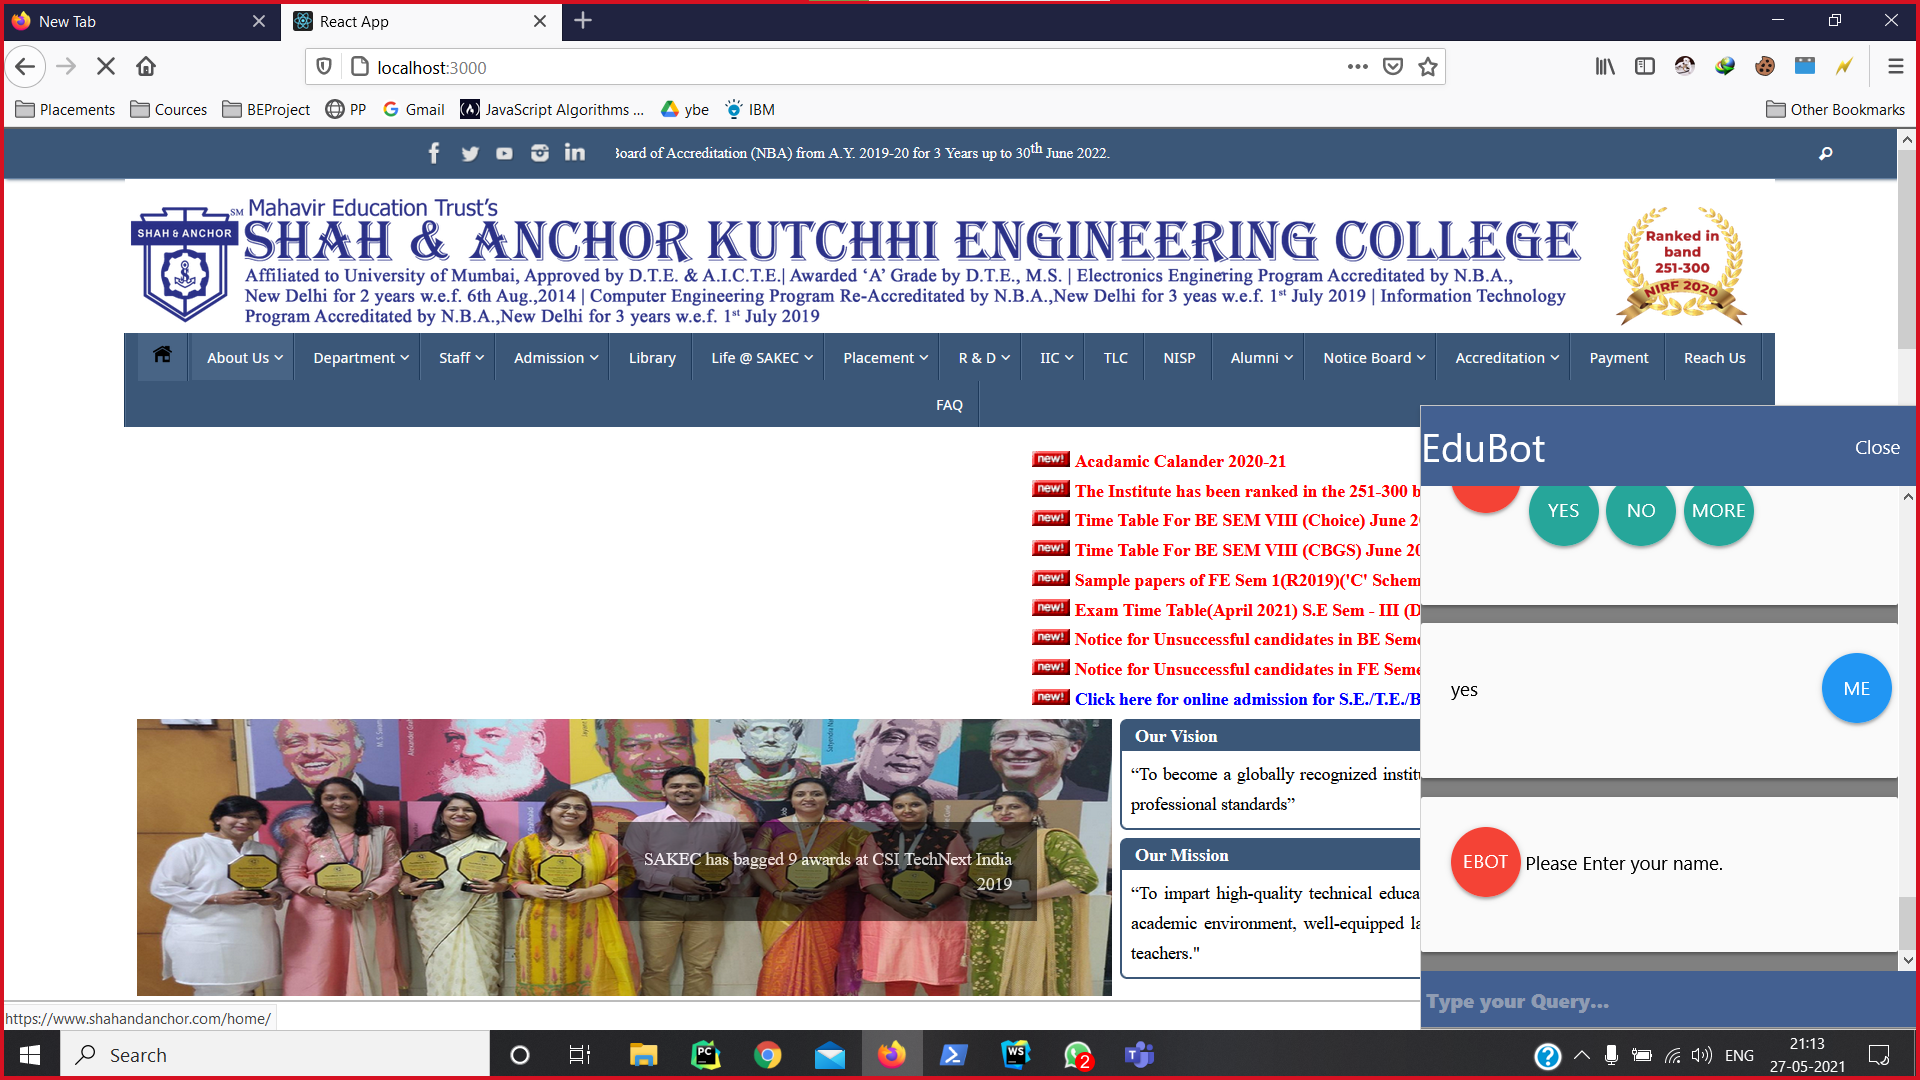 New Tab
React App
localhost:3000
Placements
Cources
BEProject
PP
Gmail
JavaScript Algorithms ...
ybe
IBM
Other Bookmarks
Board of Accreditation (NBA) from A.Y. 2019-20 for 3 Years up to 30th June 2022.
SM Mahavir Education Trust's
SHAH & ANCHOR
SHAH & ANCHOR KUTCHHI ENGINEERING COLLEGE
Affiliated to University of Mumbai, Approved by D.T.E. & A.I.C.T.E.| Awarded ‘A’ Grade by D.T.E., M.S. | Electronics Enginering Program Accredited by N.B.A.,
New Delhi for 2 years w.e.f. 6th Aug.,2014 | Computer Engineering Program Re-Accredited by N.B.A.,New Delhi for 3 yeas w.e.f. 1st July 2019 | Information Technology
Program Accredited by N.B.A.,New Delhi for 3 years w.e.f. 1st July 2019
Ranked in
band
251-300
NIRF 2020
About Us
Department
Staff
Admission
Library
Life @ SAKEC
Placement
R & D
IIC
TLC
NISP
Alumni
Notice Board
Accreditation
Payment
Reach Us
FAQ
new! Acadamic Calander 2020-21
new! The Institute has been ranked in the 251-300 b
new! Time Table For BE SEM VIII (Choice) June 20
new! Time Table For BE SEM VIII (CBGS) June 20
new! Sample papers of FE Sem 1(R2019)('C' Schem
new! Exam Time Table(April 2021) S.E Sem - III (D
new! Notice for Unsuccessful candidates in BE Seme
new! Notice for Unsuccessful candidates in FE Seme
new! Click here for online admission for S.E./T.E./B
SAKEC has bagged 9 awards at CSI TechNext India
2019
Our Vision
“To become a globally recognized institu
professional standards”
Our Mission
“To impart high-quality technical educa
academic environment, well-equipped la
teachers."
EduBot
Close
YES
NO
MORE
yes
ME
EBOT
Please Enter your name.
Type your Query...
https://www.shahandanchor.com/home/
Search
PC
WS
2
ENG
21:13
27-05-2021